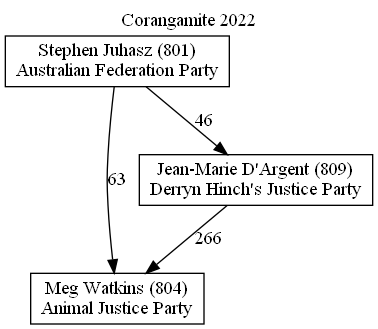 Corangamite 2022
Stephen Juhasz (801)
Australian Federation Party
46
Jean-Marie D'Argent (809)
Derryn Hinch's Justice Party
63
266
Meg Watkins (804)
Animal Justice Party